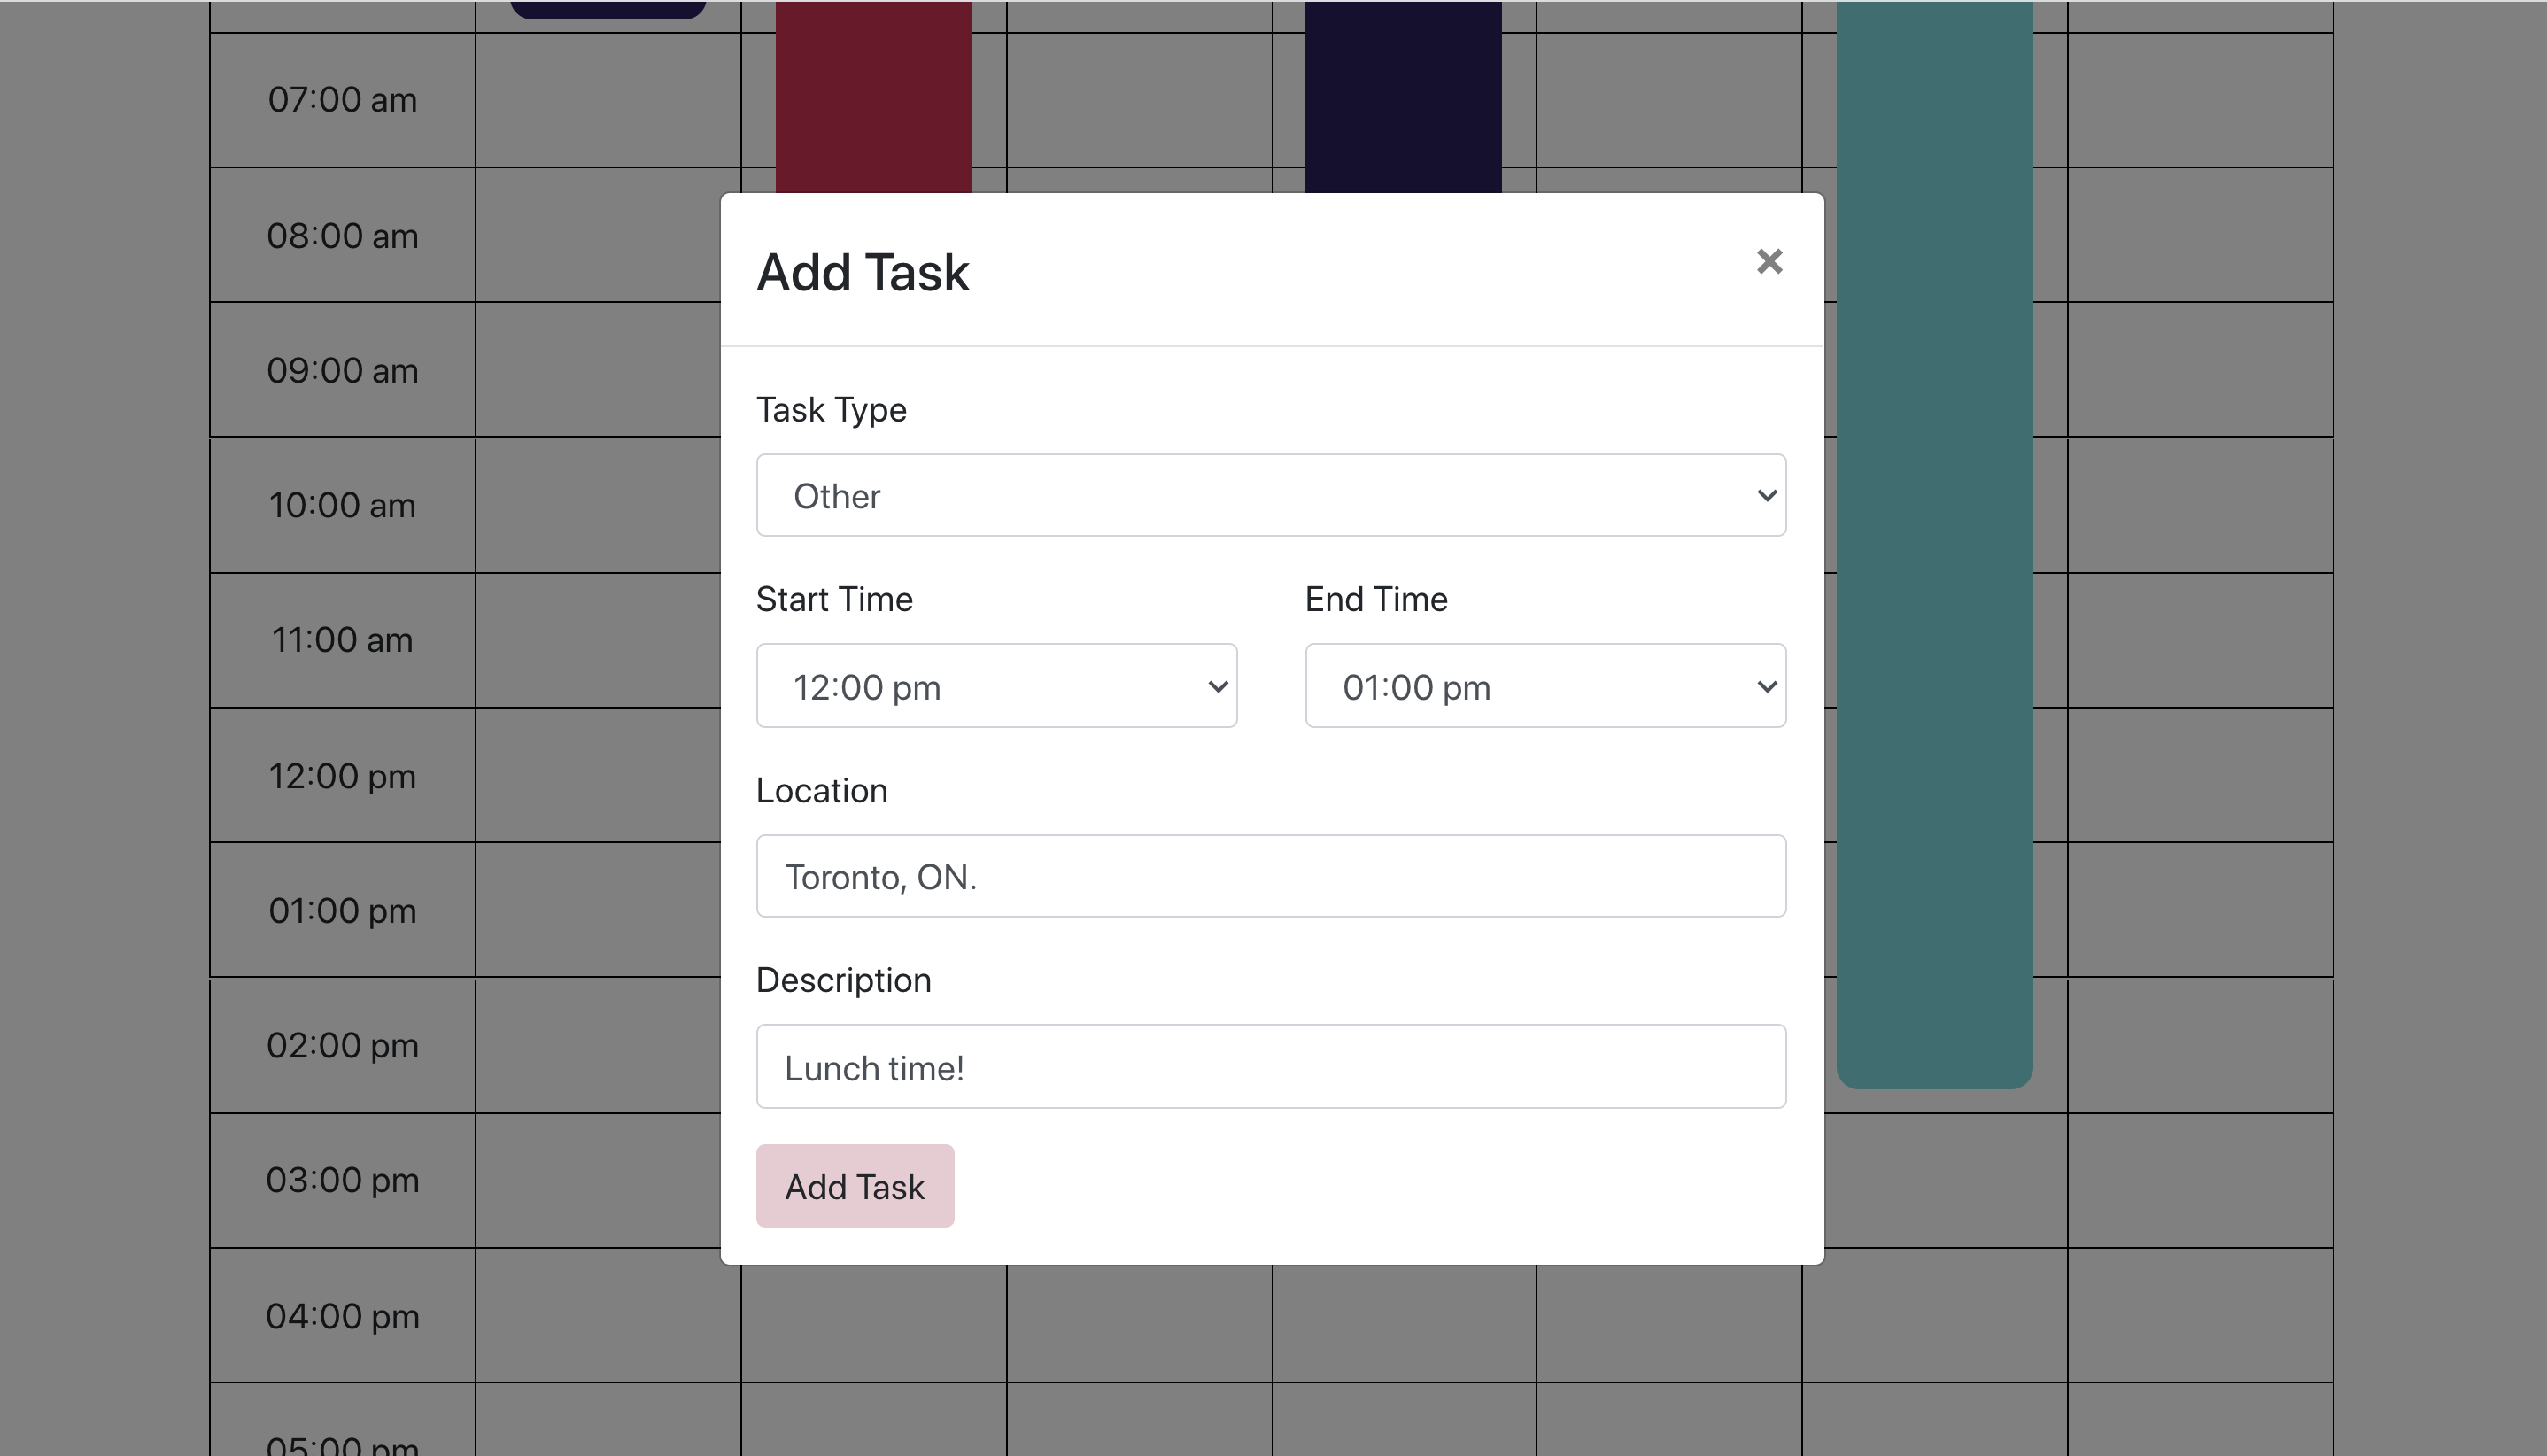 07:00 am
08:00 am
09:00 am
10:00 am
11:00 am
12:00 pm
01:00 pm
02:00 pm
03:00 pm
04:00 pm
05:00 pm
Add Task
×
Task Type
Other
Start Time
End Time
12:00 pm
01:00 pm
Location
Toronto, ON.
Description
Lunch time!
Add Task